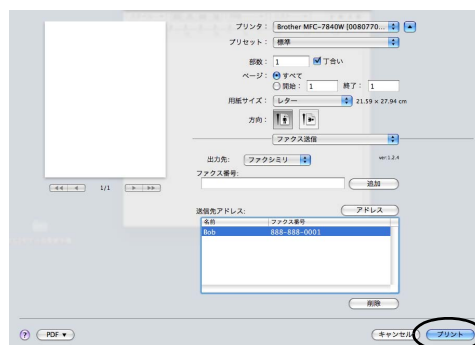 プリンタ： Brother MFC-7840W [0080770...
プリセット： 標準
部数： 1 丁合い
ページ： すべて
開始： 1 終了： 1
用紙サイズ： レター 21.59 x 27.94 cm
方向：
ファクス送信
出力先： ファクシミリ ver:1.2.4
ファクス番号：
追加
1/1
送信先アドレス： アドレス
名前 ファクス番号
Bob 888-888-0001
削除
? PDF ▼ キャンセル プリント